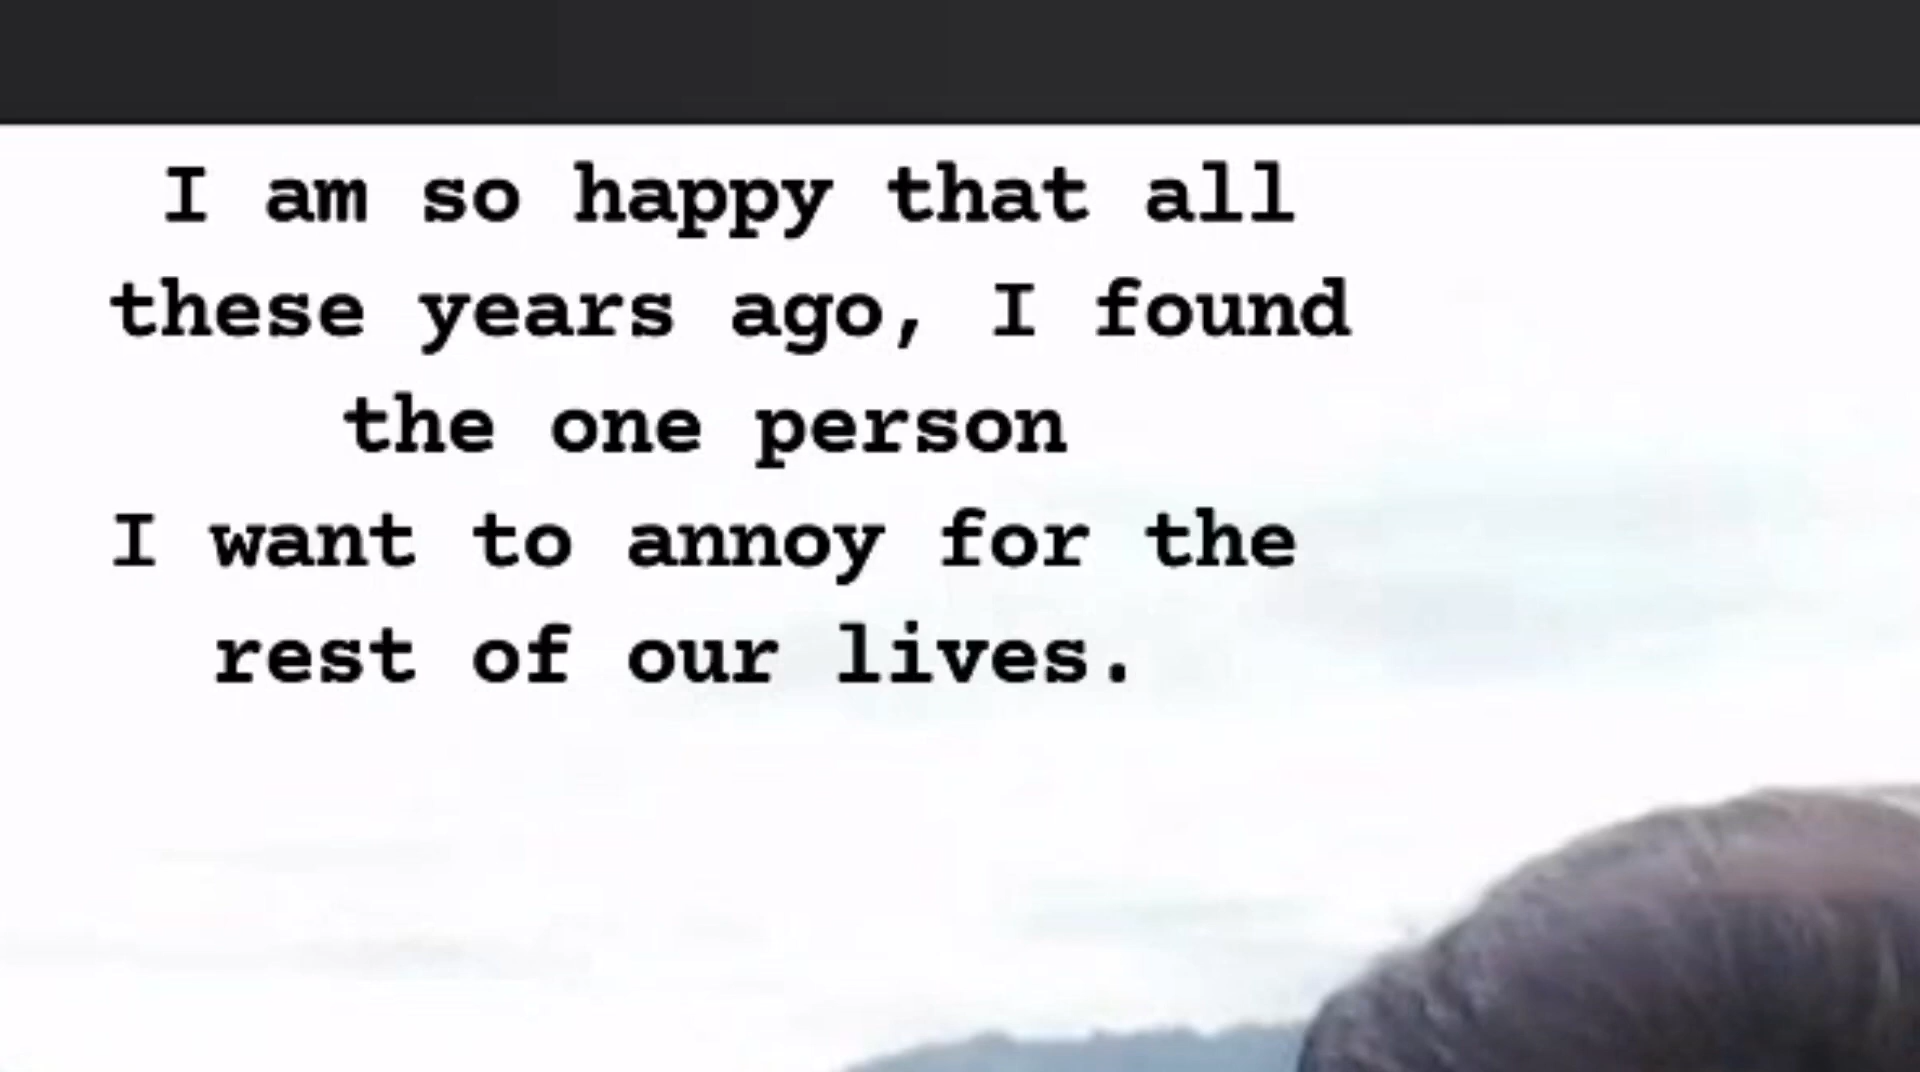 I am so happy that all
these years ago, I found
the one person
I want to annoy for the
rest of our lives.